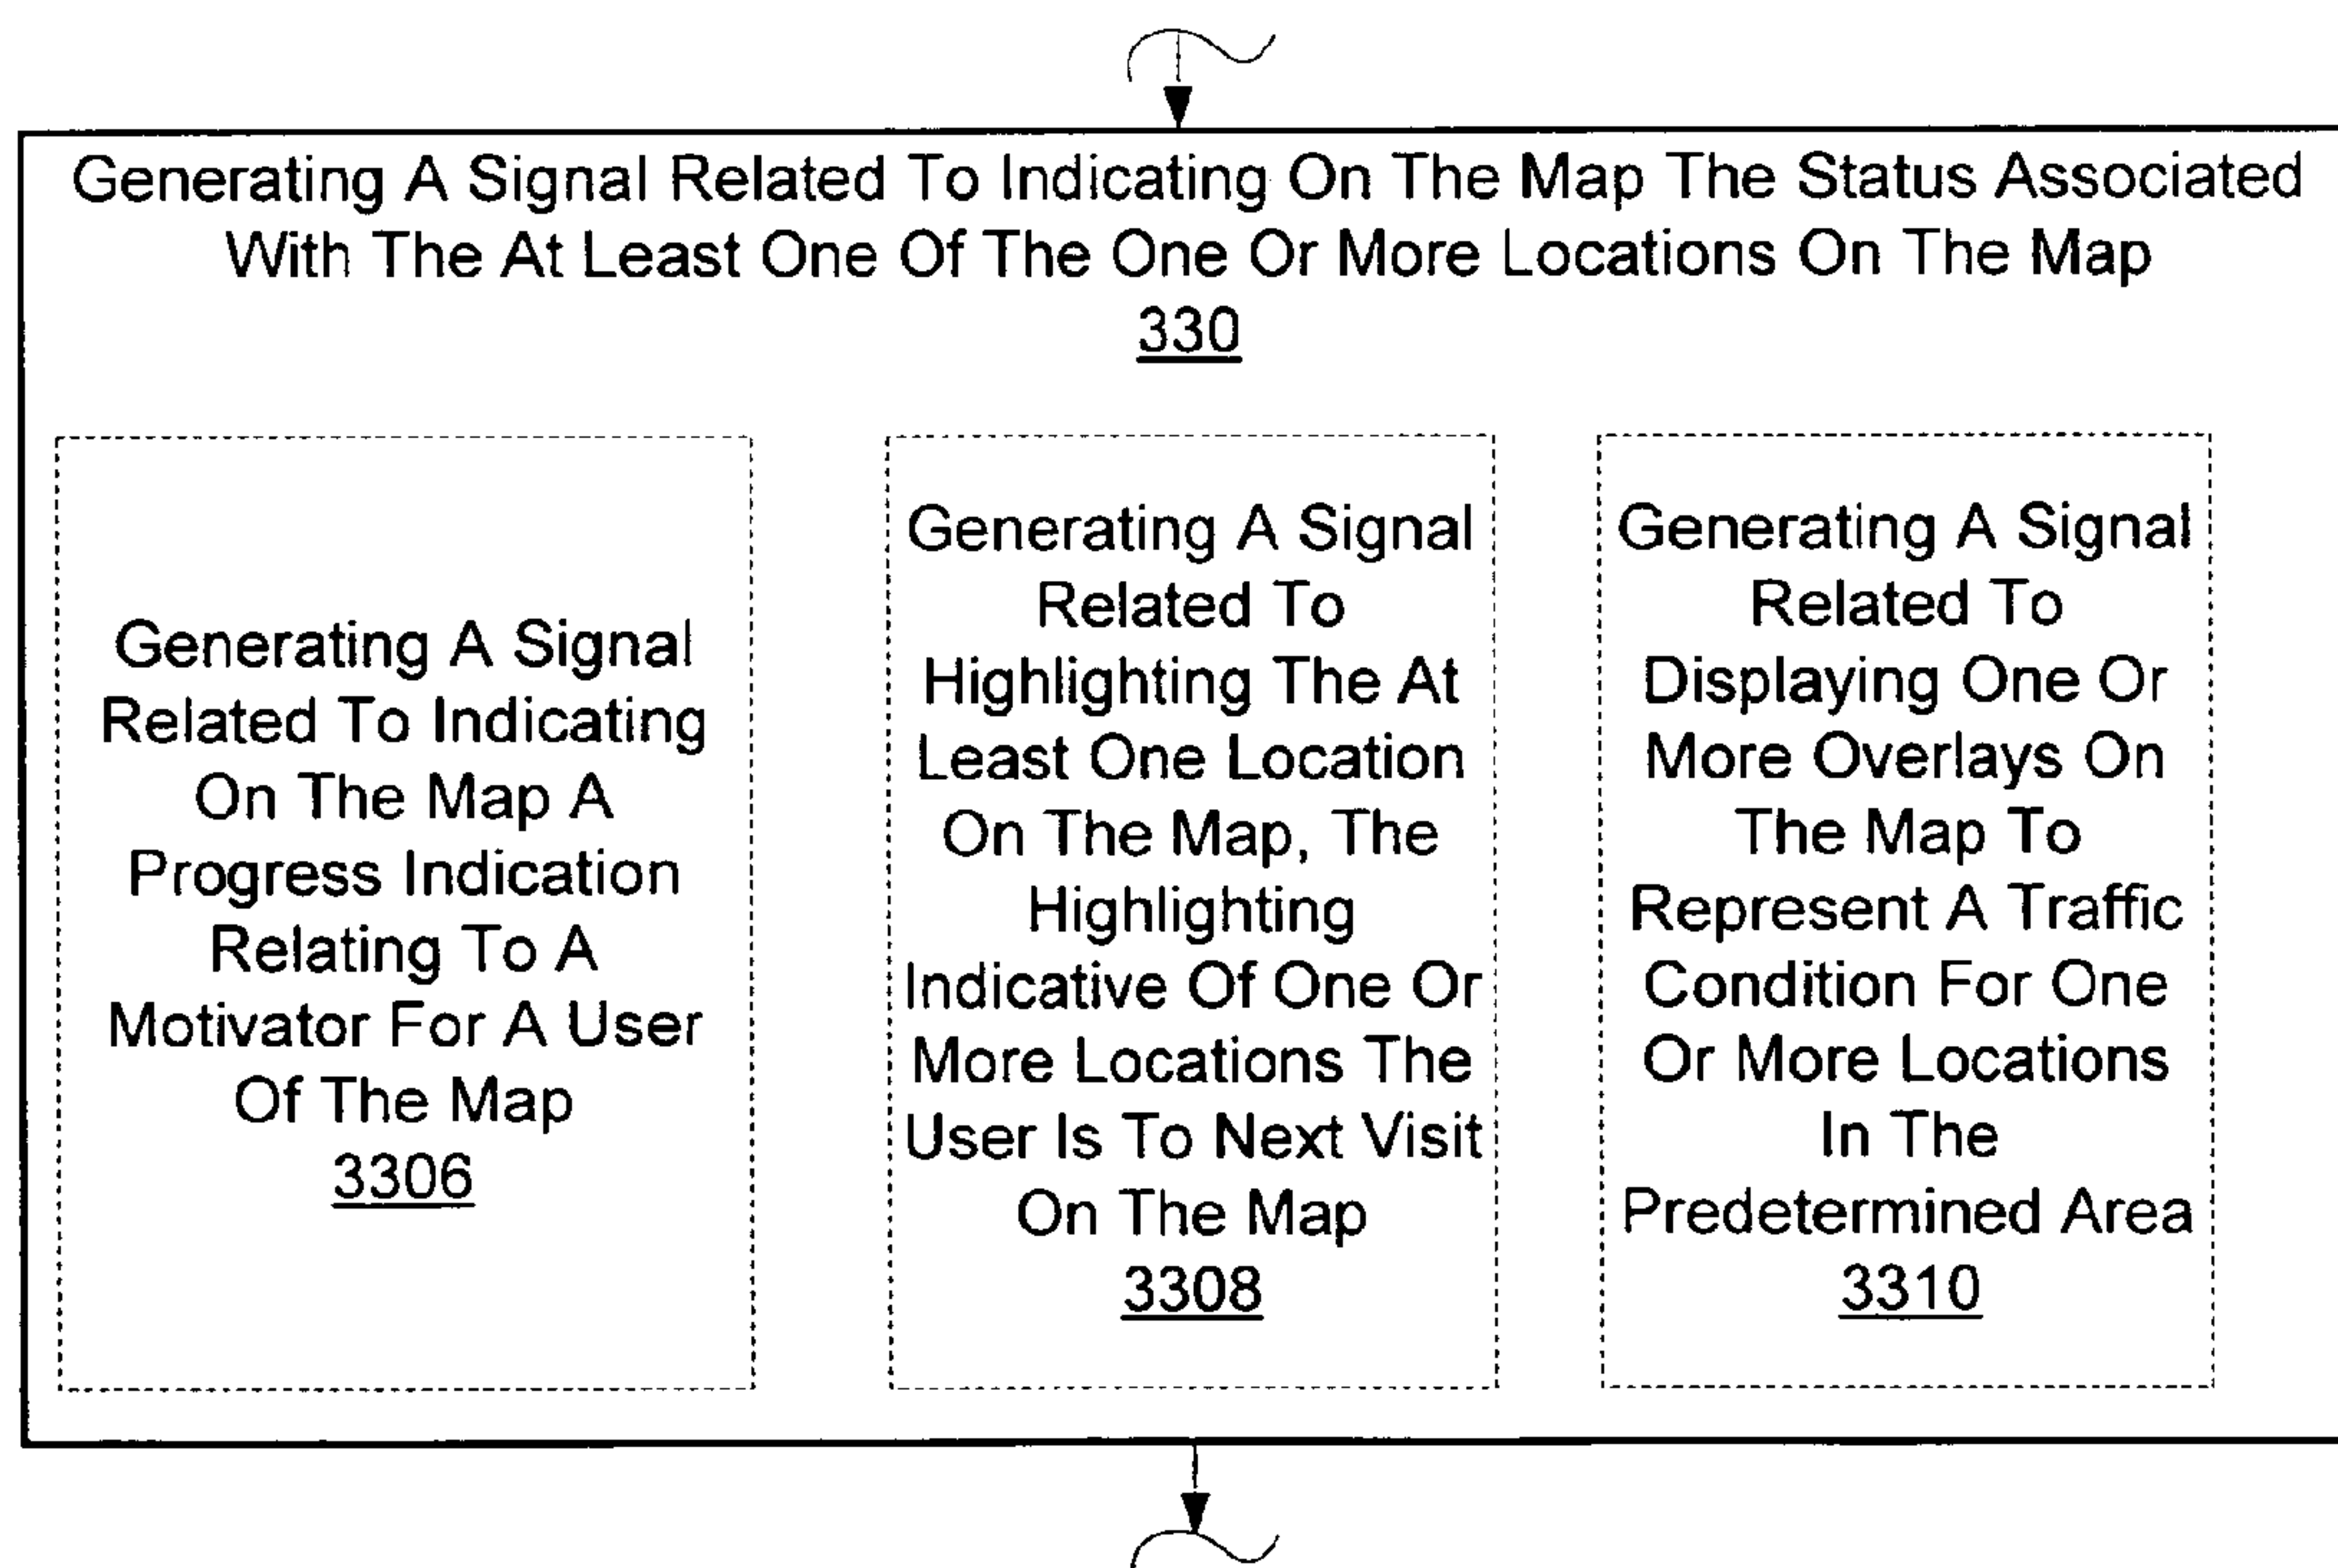 Generating A Signal Related To Indicating On The Map The Status Associated
With The At Least One Of The One Or More Locations On The Map
330
Generating A Signal
Related To Indicating
On The Map A
Progress Indication
Relating To A
Motivator For A User
Of The Map
3306
Generating A Signal
Related To
Highlighting The At
Least One Location
On The Map, The
Highlighting
Indicative Of One Or
More Locations The
User Is To Next Visit
On The Map
3308
Generating A Signal
Related To
Displaying One Or
More Overlays On
The Map To
Represent A Traffic
Condition For One
Or More Locations
In The
Predetermined Area
3310